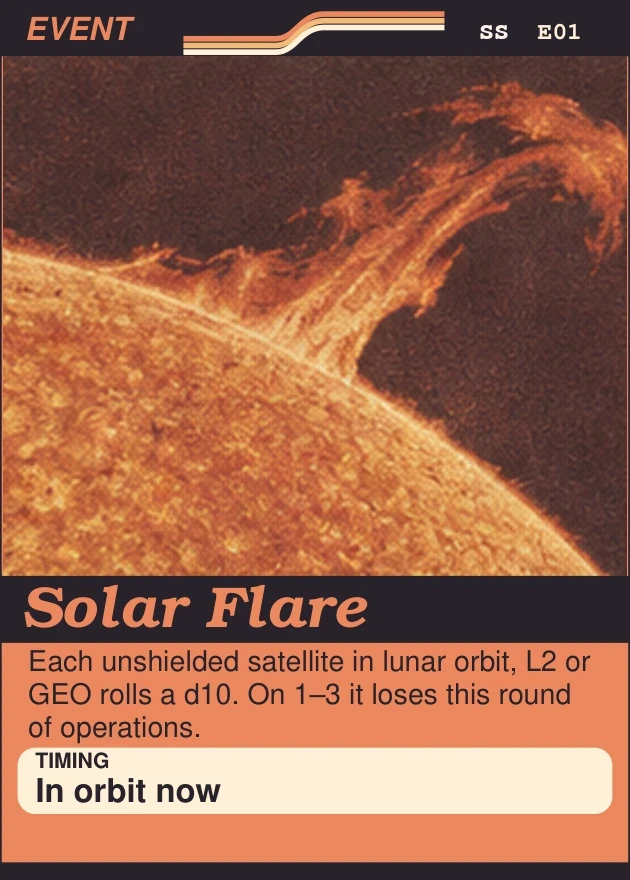 EVENT
SS E01
Solar Flare
Each unshielded satellite in lunar orbit, L2 or
GEO rolls a d10. On 1–3 it loses this round
of operations.
TIMING
In orbit now